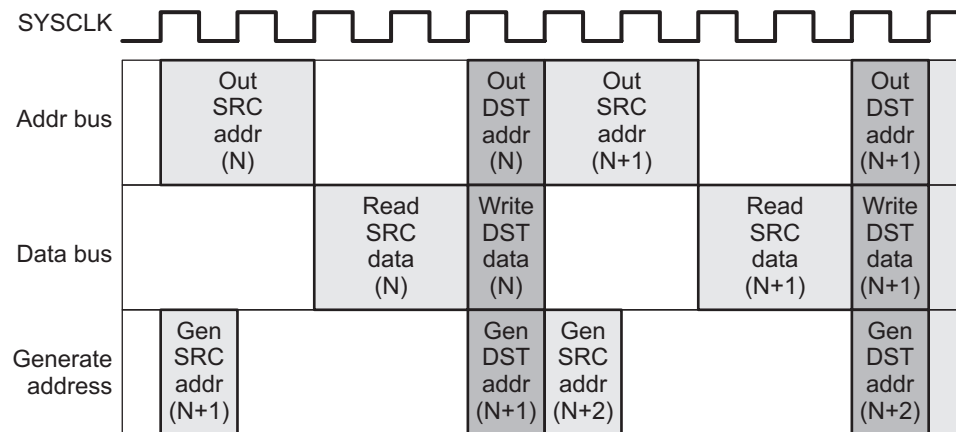 SYSCLK
Addr bus
Out
SRC
addr
(N)
Out
DST
addr
(N)
Out
SRC
addr
(N+1)
Out
DST
addr
(N+1)
Data bus
Read
SRC
data
(N)
Write
DST
data
(N)
Read
SRC
data
(N+1)
Write
DST
data
(N+1)
Generate
address
Gen
SRC
addr
(N+1)
Gen
DST
addr
(N+1)
Gen
SRC
addr
(N+2)
Gen
DST
addr
(N+2)